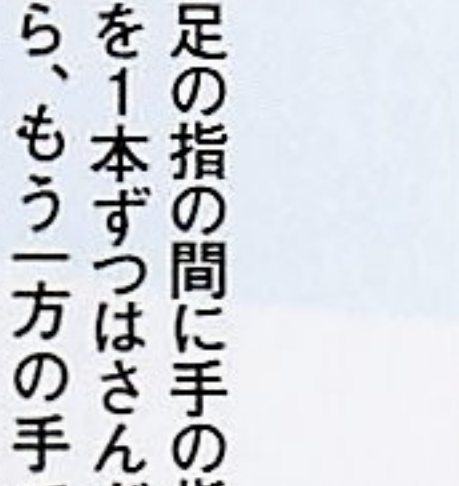 足の指の間に手の指
を1本ずつはさん
ら、もう一方の手